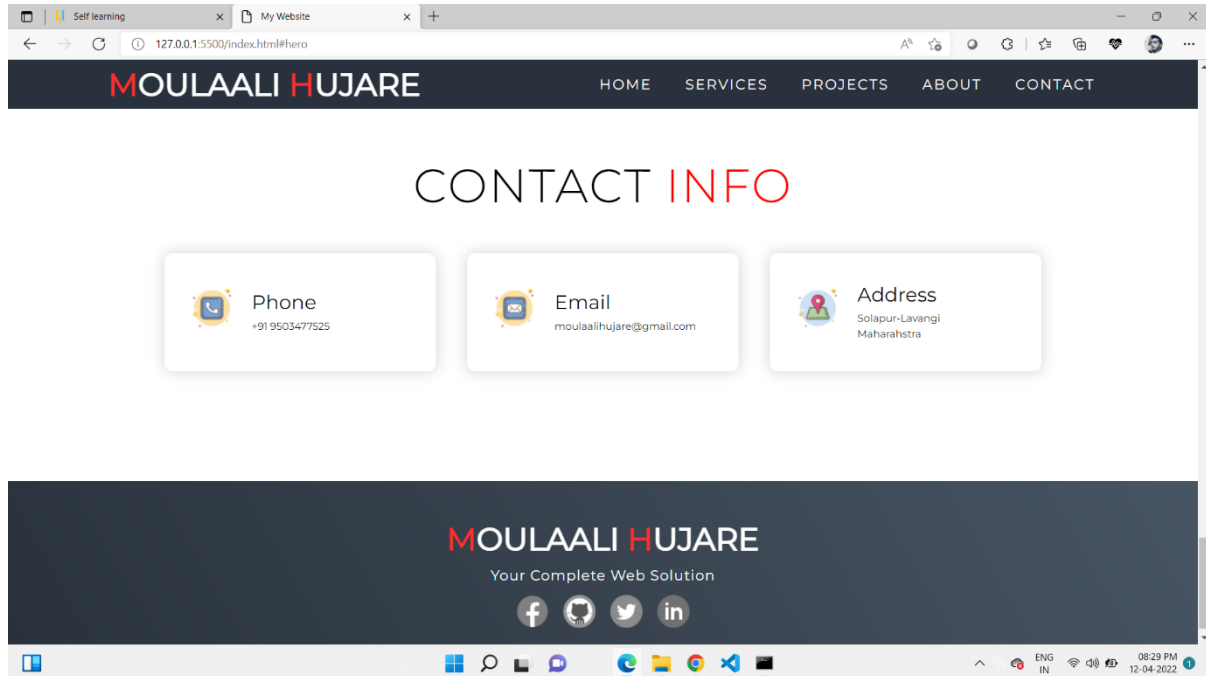 Self learning
My Website
127.0.0.1:5500/index.html#hero
MOULAALI HUJARE
HOME SERVICES PROJECTS ABOUT CONTACT
CONTACT INFO
Phone
+91 9503477525
Email
moulaalihujare@gmail.com
Address
Solapur-Lavangi
Maharahstra
MOULAALI HUJARE
Your Complete Web Solution
ENG
IN
08:29 PM
12-04-2022
1